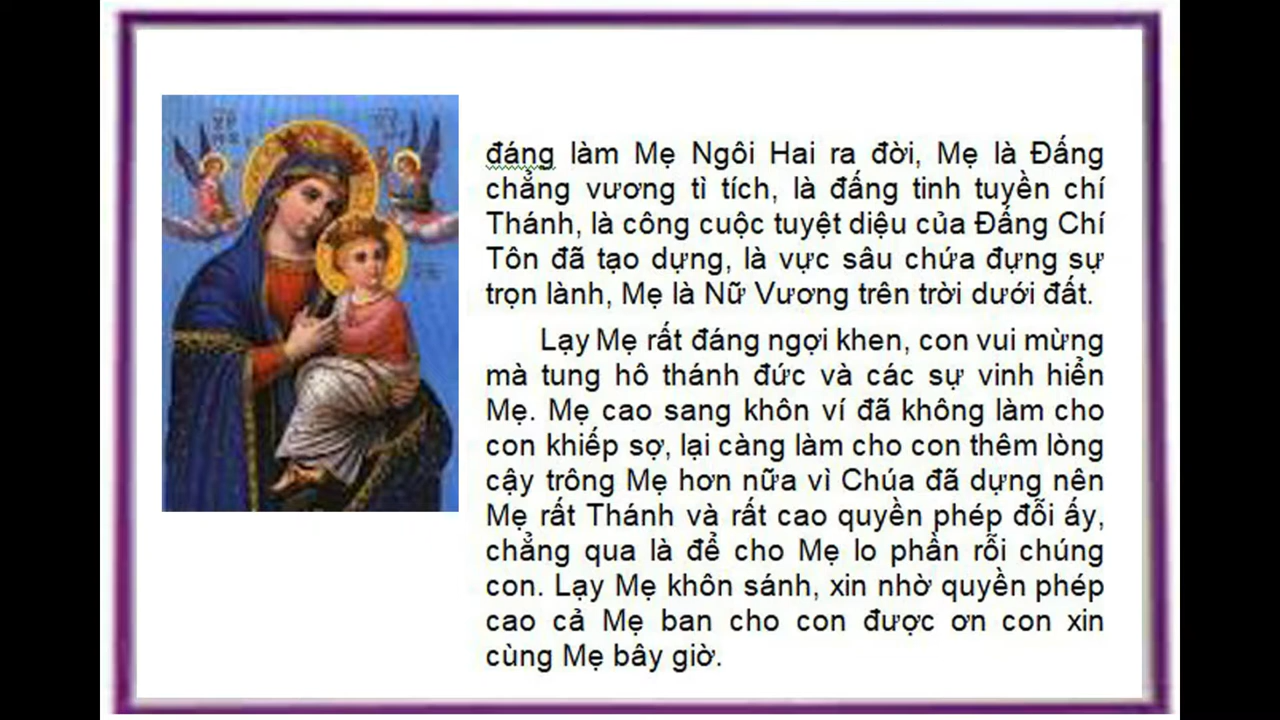 đáng làm Mẹ Ngôi Hai ra đời, Mẹ là Đấng
chẳng vương tì tích, là đấng tinh tuyền chí
Thánh, là công cuộc tuyệt diệu của Đấng Chí
Tôn đã tạo dựng, là vực sâu chứa đựng sự
trọn lành, Mẹ là Nữ Vương trên trời dưới đất.
Lạy Mẹ rất đáng ngợi khen, con vui mừng
mà tung hô thánh đức và các sự vinh hiển
Mẹ. Mẹ cao sang khôn ví đã không làm cho
con khiếp sợ, lại càng làm cho con thêm lòng
cậy trông Mẹ hơn nữa vì Chúa đã dựng nên
Mẹ rất Thánh và rất cao quyền phép đỗi ấy,
chẳng qua là để cho Mẹ lo phần rỗi chúng
con. Lạy Mẹ khôn sánh, xin nhờ quyền phép
cao cả Mẹ ban cho con được ơn con xin
cùng Mẹ bây giờ.